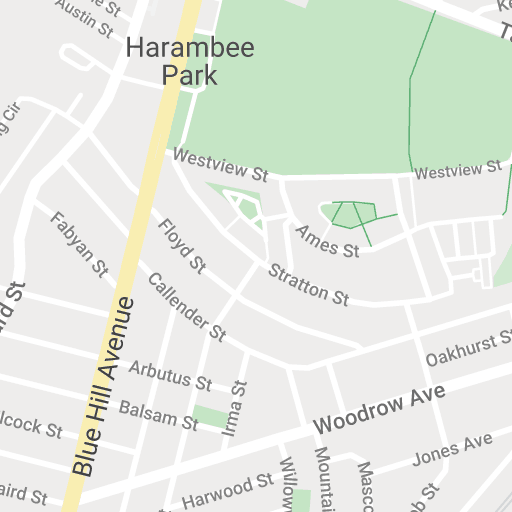 Austin St
Harambee
Park
Westview St
Westview St
Fabyan St
Floyd St
Ames St
Stratton St
Callender St
Blue Hill Avenue
Arbutus St
Balsam St
Irma St
Oakhurst St
Woodrow Ave
Jones Ave
Harwood St